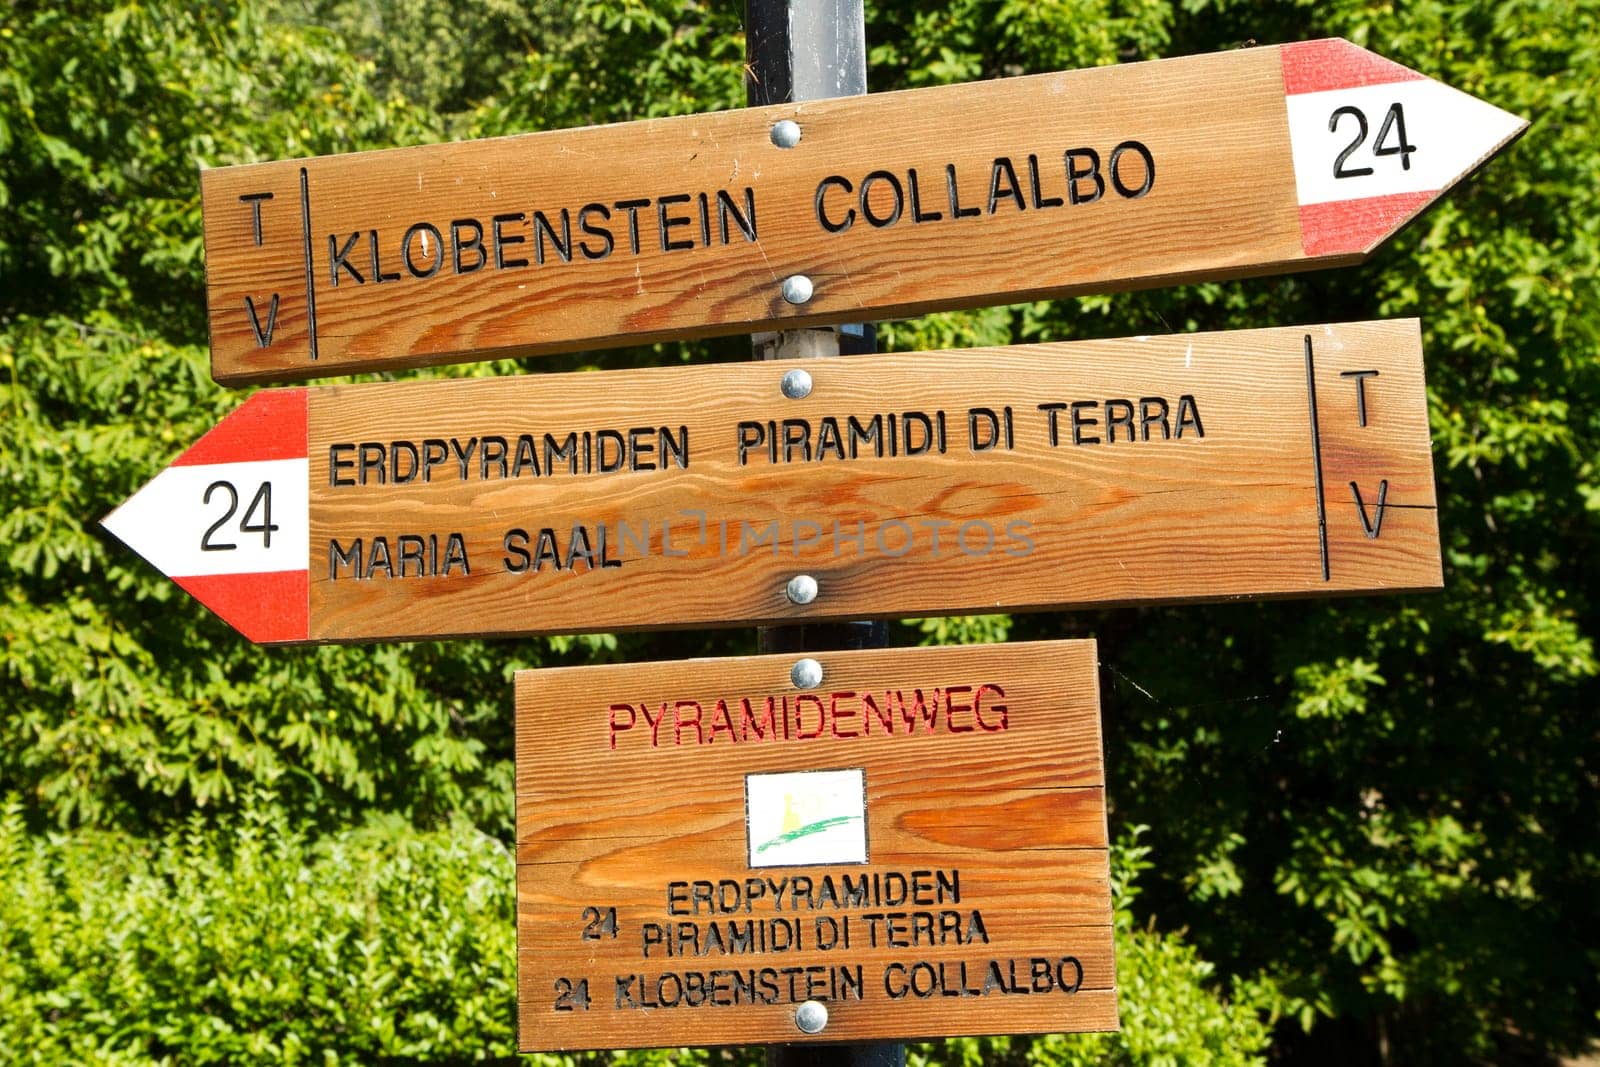 T KLOBENSTEIN COLLALBO 24
V
ERDPYRAMIDEN PIRAMIDI DI TERRA T
24 MARIA SAAL V
UNLIMPHOTOS
PYRAMIDENWEG
ERDPYRAMIDEN
24 PIRAMIDI DI TERRA
24 KLOBENSTEIN COLLALBO